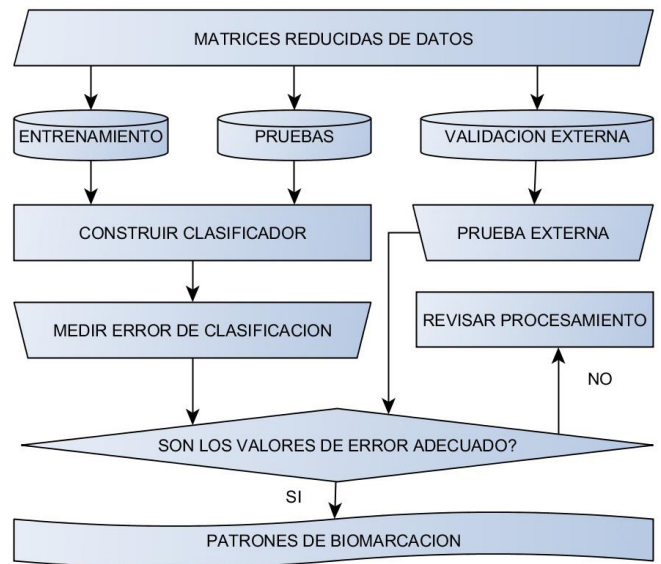 MATRICES REDUCIDAS DE DATOS
ENTRENAMIENTO
PRUEBAS
VALIDACION EXTERNA
CONSTRUIR CLASIFICADOR
PRUEBA EXTERNA
MEDIR ERROR DE CLASIFICACION
REVISAR PROCESAMIENTO
NO
SON LOS VALORES DE ERROR ADECUADO?
SI
PATRONES DE BIOMARCACION